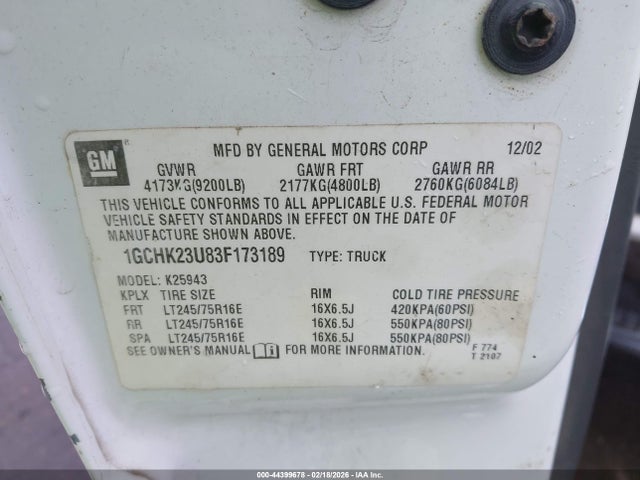 GM
MFD BY GENERAL MOTORS CORP 12/02
GVWR GAWR FRT GAWR RR
4173KG(9200LB) 2177KG(4800LB) 2760KG(6084LB)
THIS VEHICLE CONFORMS TO ALL APPLICABLE U.S. FEDERAL MOTOR
VEHICLE SAFETY STANDARDS IN EFFECT ON THE DATE OF
MANUFACTURE SHOWN ABOVE.
1GCHK23U83F173189 TYPE: TRUCK
MODEL: K25943
KPLX TIRE SIZE RIM COLD TIRE PRESSURE
FRT LT245/75R16E 16X6.5J 420KPA(60PSI)
RR LT245/75R16E 16X6.5J 550KPA(80PSI)
SPA LT245/75R16E 16X6.5J 550KPA(80PSI)
SEE OWNER'S MANUAL FOR MORE INFORMATION. F 774
T 2107
000-44399678 - 02/18/2026 - IAA Inc.